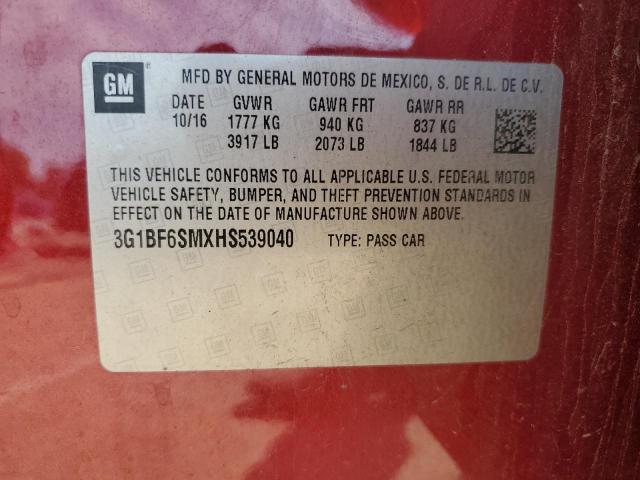 GM
MFD BY GENERAL MOTORS DE MEXICO, S. DE R.L. DE C.V.
DATE GVWR GAWR FRT GAWR RR
10/16 1777 KG 940 KG 837 KG
3917 LB 2073 LB 1844 LB
THIS VEHICLE CONFORMS TO ALL APPLICABLE U.S. FEDERAL MOTOR
VEHICLE SAFETY, BUMPER, AND THEFT PREVENTION STANDARDS IN
EFFECT ON THE DATE OF MANUFACTURE SHOWN ABOVE.
3G1BF6SMXHS539040 TYPE: PASS CAR